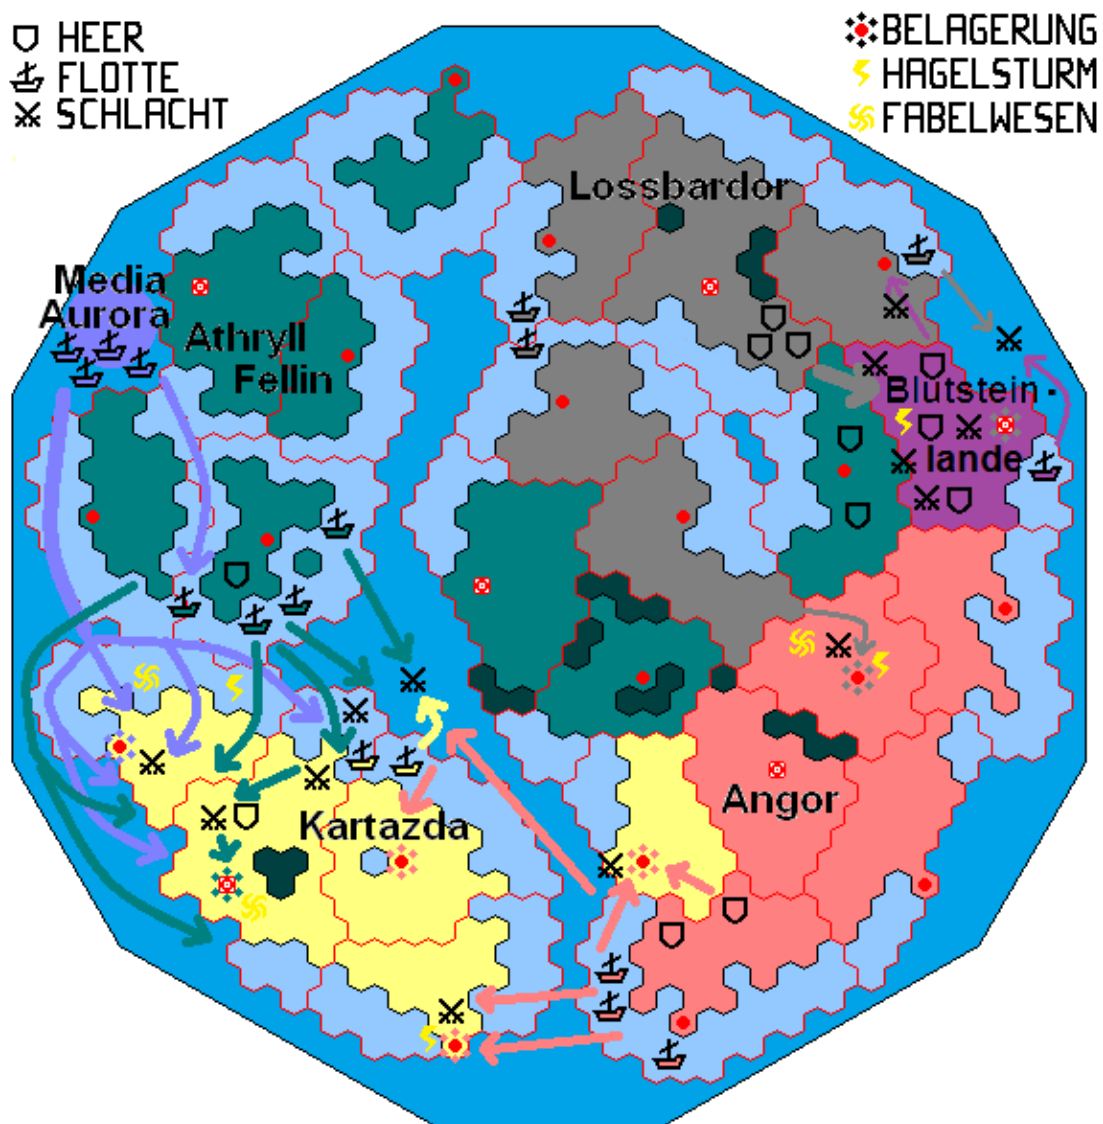 HEER
FLOTTE
SCHLACHT
BELAGERUNG
HAGELSTURM
FABELWESEN
Lossbardor
Media
Aurora
Athryll
Fellin
Blutstein-
lande
Kartazda
Angor